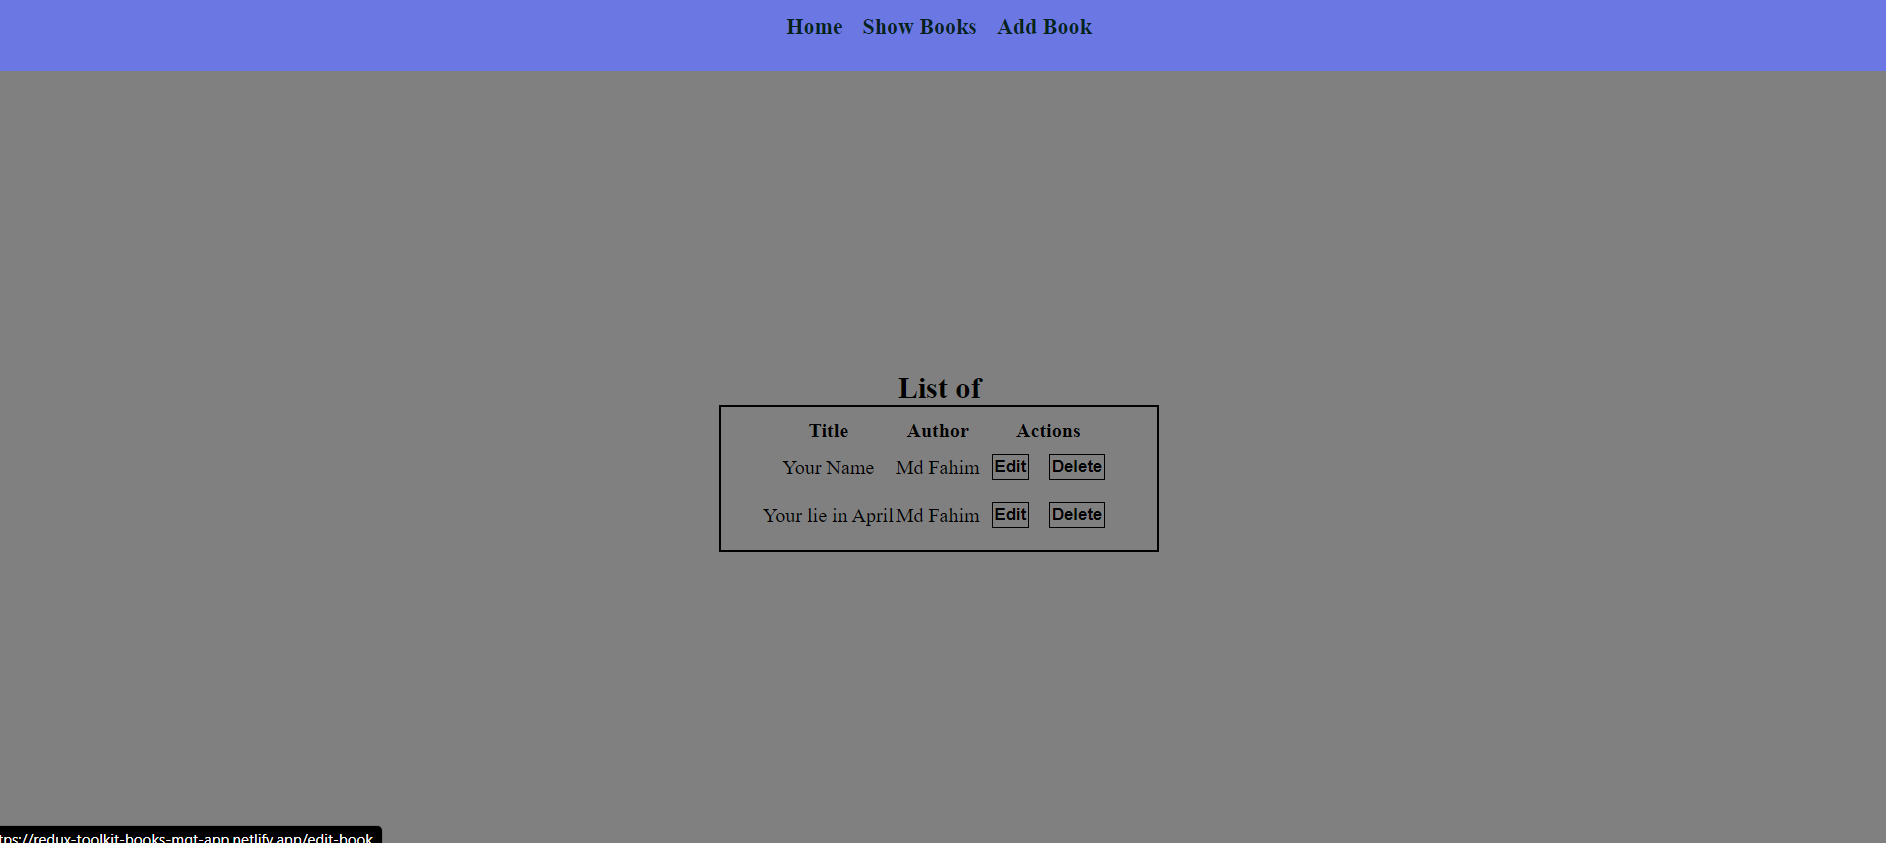 Home Show Books Add Book
List of
Title Author Actions
Your Name Md Fahim Edit Delete
Your lie in April Md Fahim Edit Delete
tps://redux-toolkit-books-mgt-app.netlify.app/edit-book